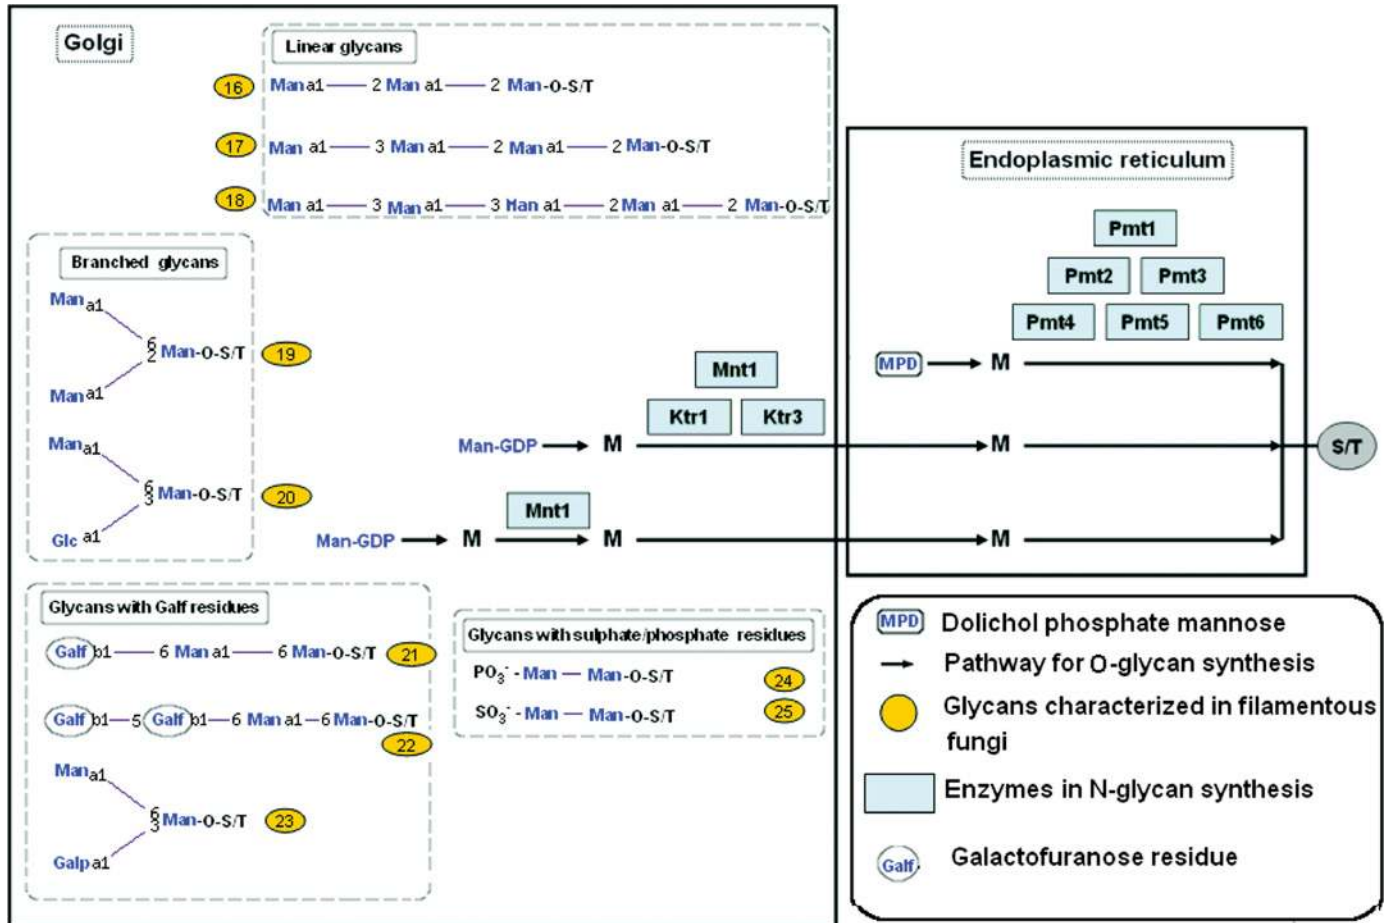 Golgi
Linear glycans
16 Man a1 — 2 Man a1 — 2 Man-O-S/T
17 Man a1 — 3 Man a1 — 2 Man a1 — 2 Man-O-S/T
18 Man a1 — 3 Man a1 — 3 Man a1 — 2 Man a1 — 2 Man-O-S/T
Branched glycans
Man a1
6
2 Man-O-S/T 19
Man a1
Man a1
6
3 Man-O-S/T 20
Glc a1
Glycans with Galf residues
Galf b1 — 6 Man a1 — 6 Man-O-S/T 21
Galf b1 — 5 Galf b1 — 6 Man a1 — 6 Man-O-S/T
22
Man a1
6
3 Man-O-S/T 23
Galp a1
Glycans with sulphate/phosphate residues
PO3- - Man — Man-O-S/T 24
SO3- - Man — Man-O-S/T 25
Mnt1
Ktr1 Ktr3
Man-GDP M M
Mnt1
Man-GDP M M M
Endoplasmic reticulum
Pmt1
Pmt2 Pmt3
Pmt4 Pmt5 Pmt6
MPD M
S/T
MPD Dolichol phosphate mannose
Pathway for O-glycan synthesis
Glycans characterized in filamentous
fungi
Enzymes in N-glycan synthesis
Galf Galactofuranose residue